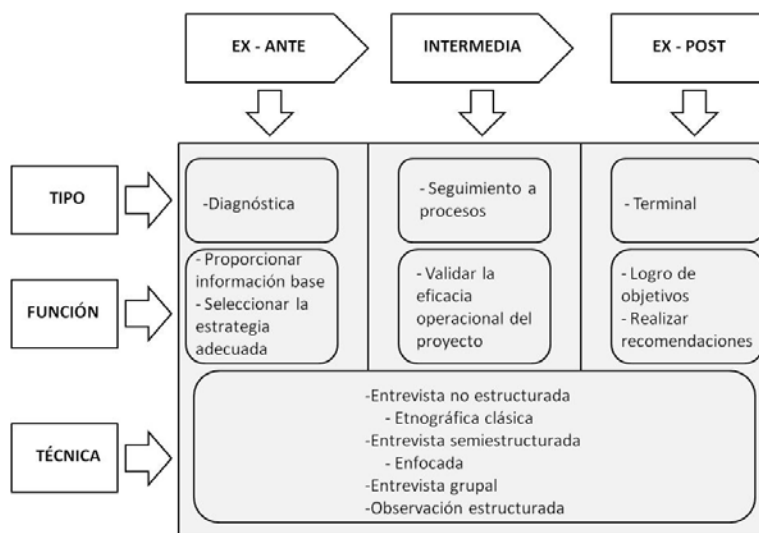 EX - ANTE
INTERMEDIA
EX - POST
TIPO
-Diagnóstica
- Seguimiento a
procesos
- Terminal
FUNCIÓN
- Proporcionar
información base
- Seleccionar la
estrategia
adecuada
- Validar la
eficacia
operacional del
proyecto
- Logro de
objetivos
- Realizar
recomendaciones
TÉCNICA
-Entrevista no estructurada
- Etnográfica clásica
-Entrevista semiestructurada
- Enfocada
-Entrevista grupal
-Observación estructurada